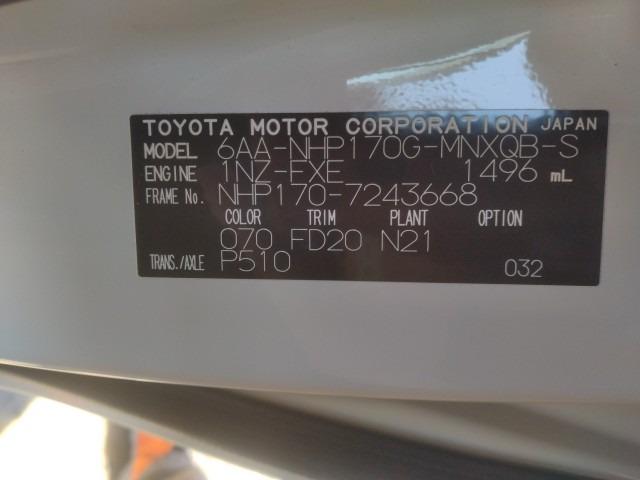 TOYOTA MOTOR CORPORATION JAPAN
MODEL 6AA-NHP170G-MNXQB-S
ENGINE 1NZ-FXE 1496 mL
FRAME No. NHP170-7243668
COLOR TRIM PLANT OPTION
070 FD20 N21
TRANS./AXLE P510 032